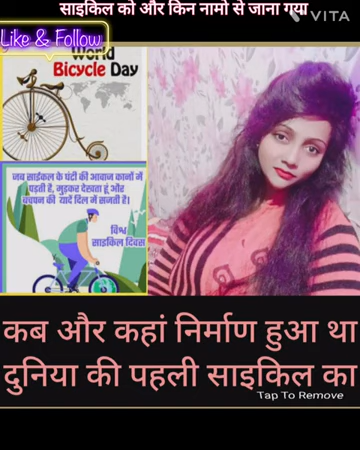 साइकिल को और किन नामो से जाना गया
VITA
Like & Follow
World
Bicycle Day
जब साईकल के घंटी की आवाज कानों में
पड़ती है, मुड़कर देखता हूं और
बचपन की यादें दिल में सजती है।
विश्व
साइकिल दिवस
कब और कहां निर्माण हुआ था
दुनिया की पहली साइकिल का
Tap To Remove